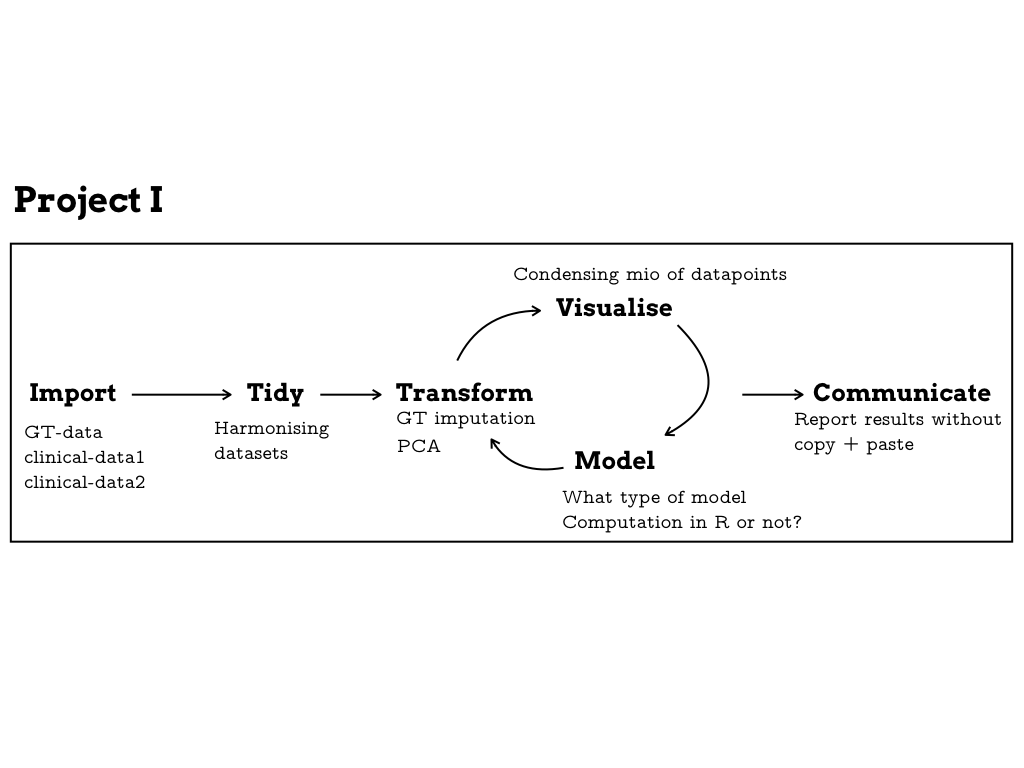 Project I
Condensing mio of datapoints
Visualise
Import
Tidy
Transform
Communicate
GT-data
clinical-data1
clinical-data2
Harmonising
datasets
GT imputation
PCA
Model
What type of model
Computation in R or not?
Report results without
copy + paste